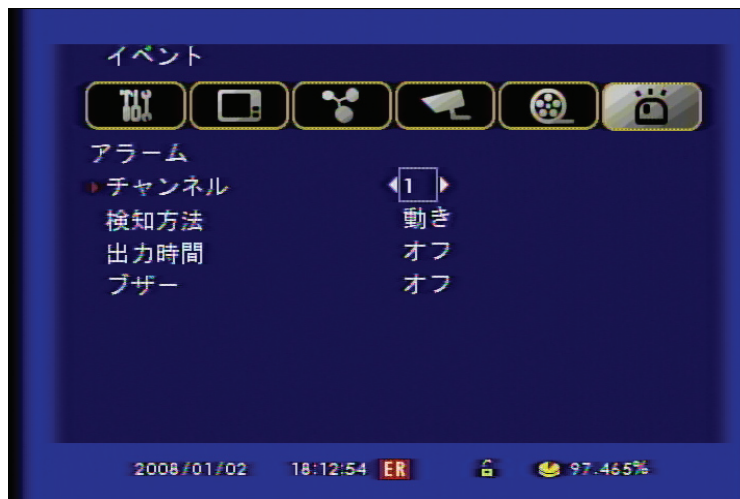 イベント
アラーム
チャンネル 1
検知方法 動き
出力時間 オフ
ブザー オフ
2008/01/02 18:12:54 ER 97.465%